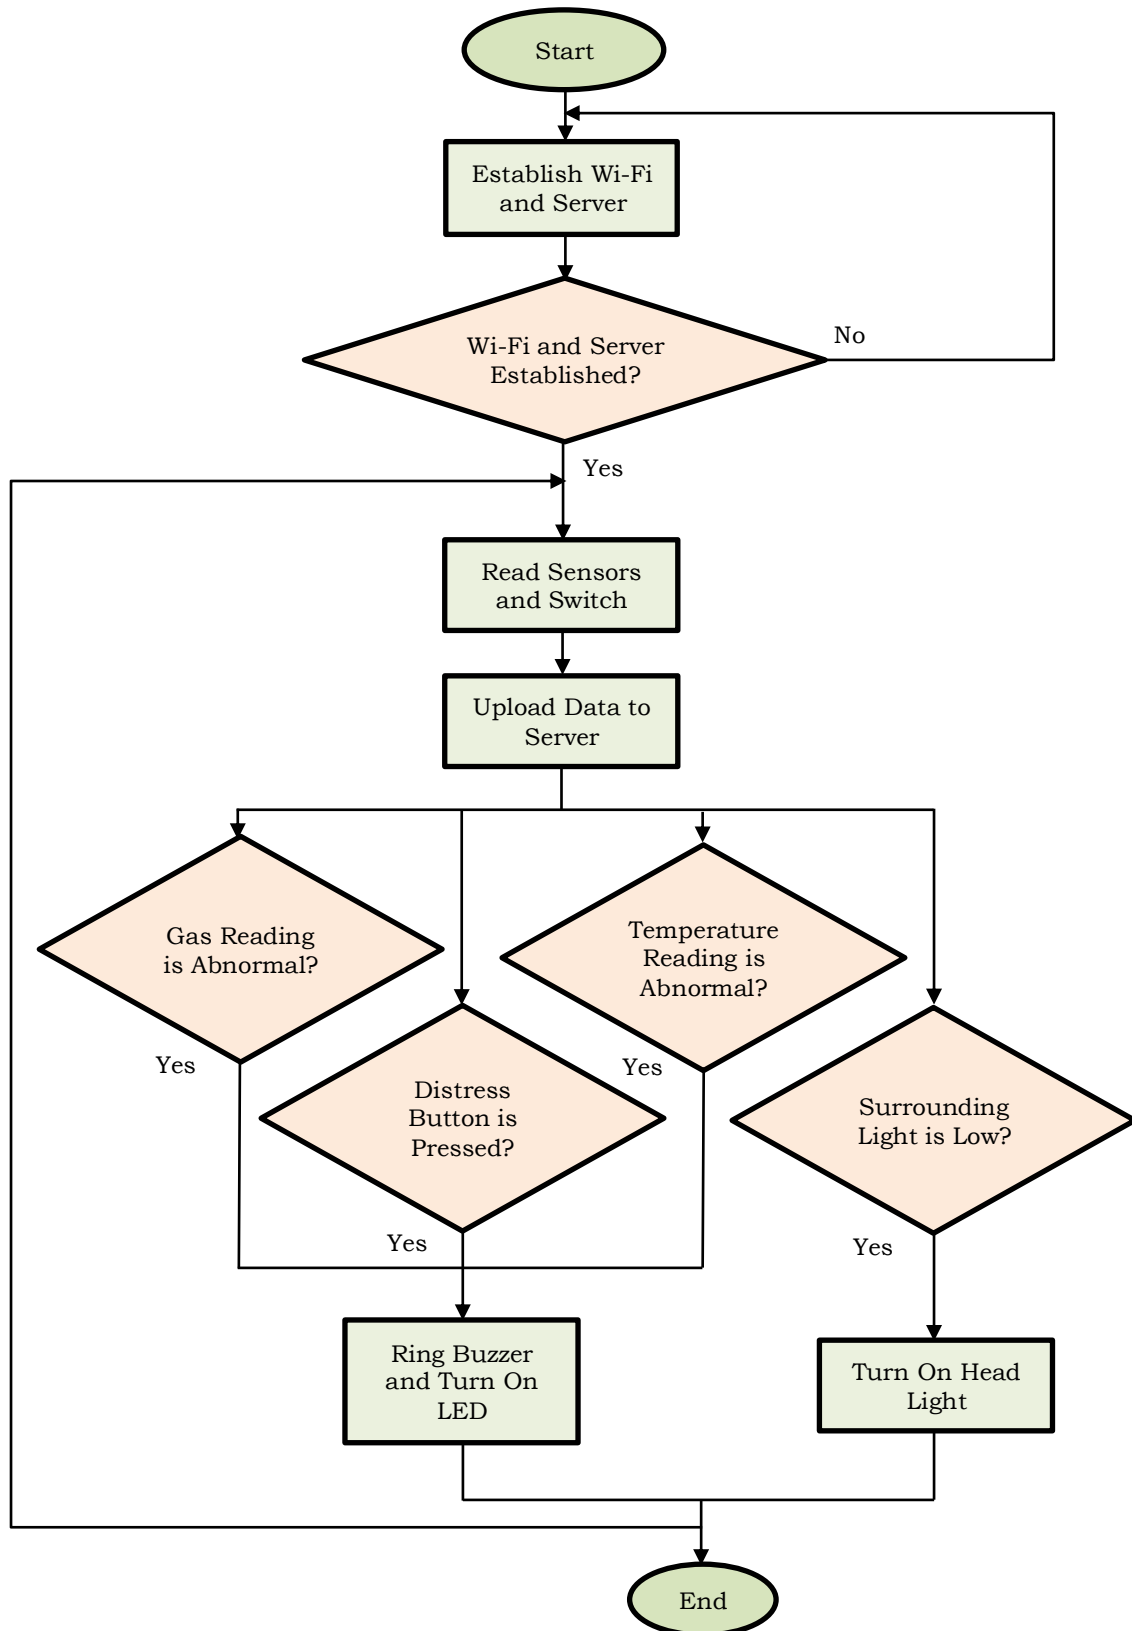 Start
Establish Wi-Fi
and Server
Wi-Fi and Server
Established?
No
Yes
Read Sensors
and Switch
Upload Data to
Server
Gas Reading
is Abnormal?
Temperature
Reading is
Abnormal?
Yes
Yes
Distress
Button is
Pressed?
Surrounding
Light is Low?
Yes
Yes
Ring Buzzer
and Turn On
LED
Turn On Head
Light
End